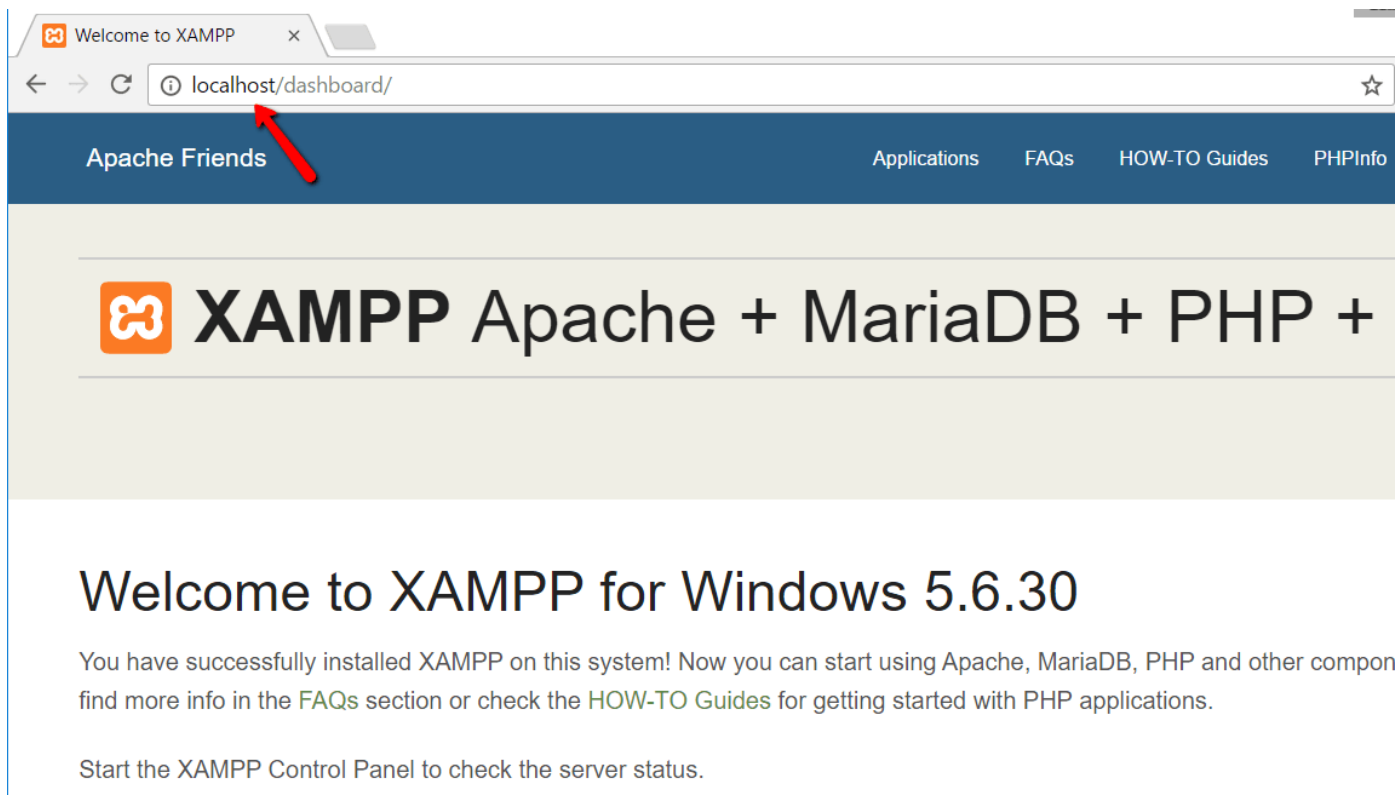 Welcome to XAMPP
localhost/dashboard/
Apache Friends
Applications FAQs HOW-TO Guides PHPInfo
XAMPP Apache + MariaDB + PHP +
Welcome to XAMPP for Windows 5.6.30
You have successfully installed XAMPP on this system! Now you can start using Apache, MariaDB, PHP and other compon
find more info in the FAQs section or check the HOW-TO Guides for getting started with PHP applications.
Start the XAMPP Control Panel to check the server status.